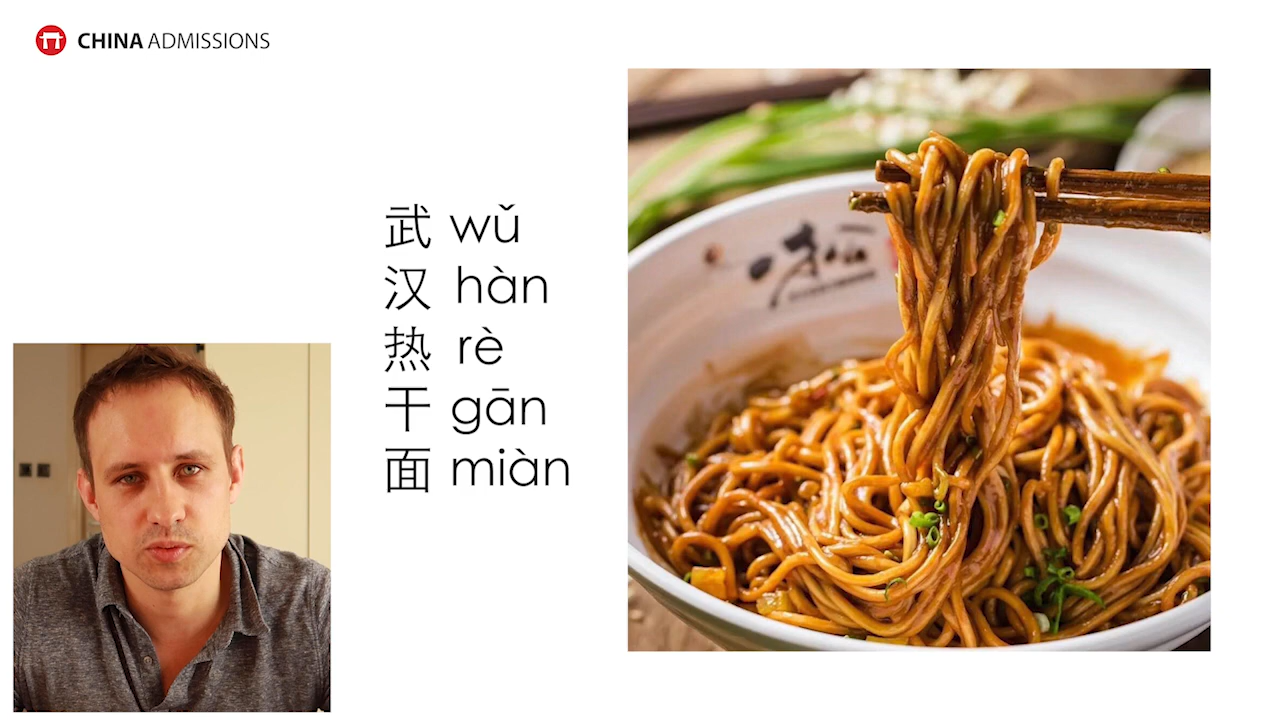 CHINA ADMISSIONS
武 wǔ
汉 hàn
热 rè
干 gān
面 miàn